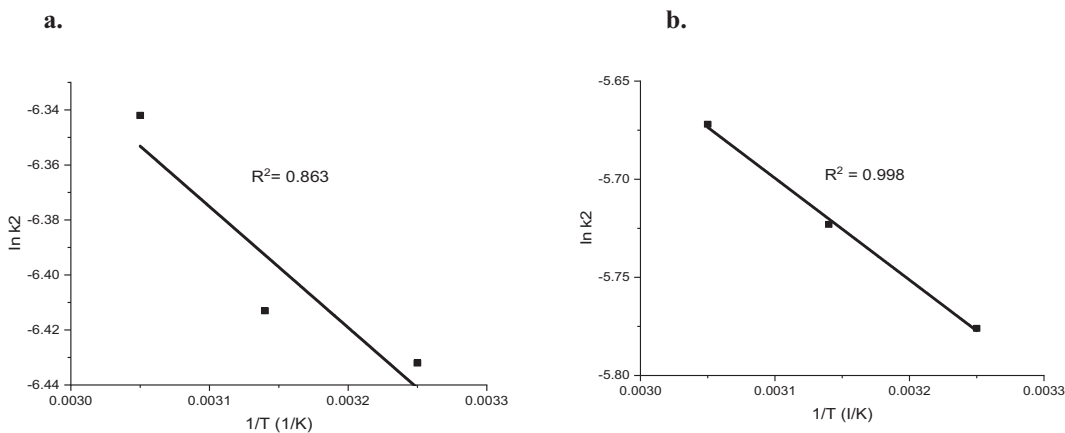 a.
b.
-6.34
-6.36
-6.38
-6.40
-6.42
-6.44
ln k2
R²= 0.863
0.0030
0.0031
0.0032
0.0033
1/T (1/K)
-5.65
-5.70
-5.75
-5.80
ln k2
R² = 0.998
0.0030
0.0031
0.0032
0.0033
1/T (I/K)